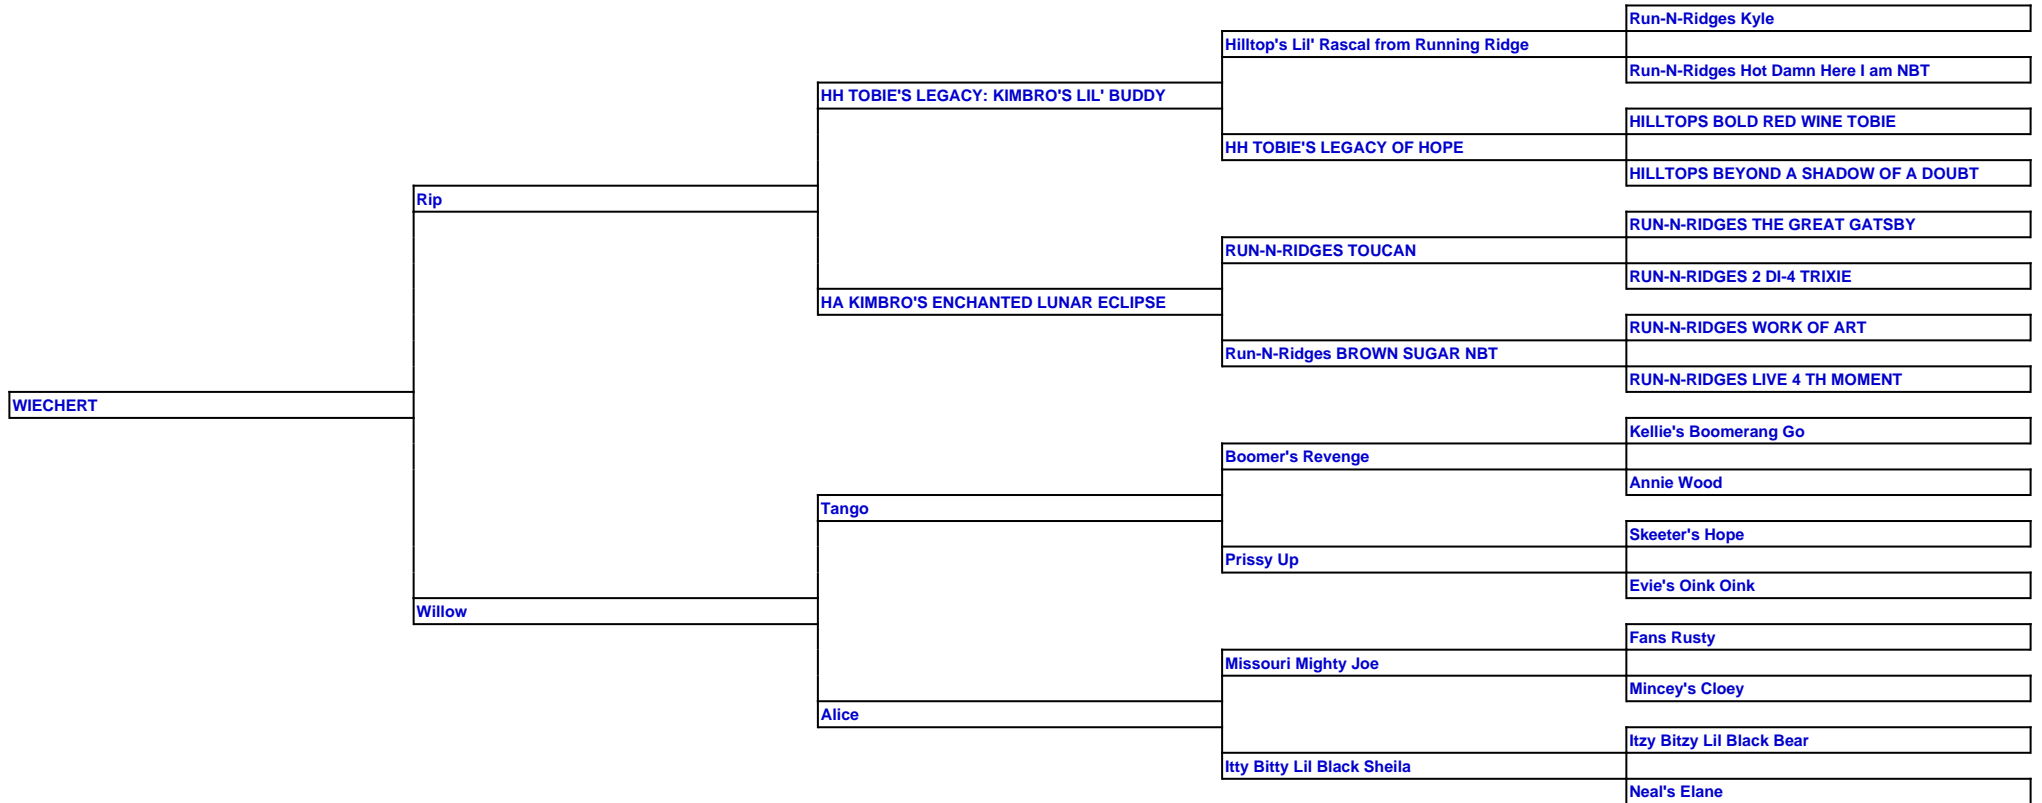 Run-N-Ridges Kyle
Hilltop's Lil' Rascal from Running Ridge
Run-N-Ridges Hot Damn Here I am NBT
HH TOBIE'S LEGACY: KIMBRO'S LIL' BUDDY
HILLTOPS BOLD RED WINE TOBIE
HH TOBIE'S LEGACY OF HOPE
HILLTOPS BEYOND A SHADOW OF A DOUBT
Rip
RUN-N-RIDGES THE GREAT GATSBY
RUN-N-RIDGES TOUCAN
RUN-N-RIDGES 2 DI-4 TRIXIE
HA KIMBRO'S ENCHANTED LUNAR ECLIPSE
RUN-N-RIDGES WORK OF ART
Run-N-Ridges BROWN SUGAR NBT
RUN-N-RIDGES LIVE 4 TH MOMENT
WIECHERT
Kellie's Boomerang Go
Boomer's Revenge
Annie Wood
Tango
Skeeter's Hope
Prissy Up
Evie's Oink Oink
Willow
Fans Rusty
Missouri Mighty Joe
Mincey's Cloey
Alice
Itzy Bitzy Lil Black Bear
Itty Bitty Lil Black Sheila
Neal's Elane